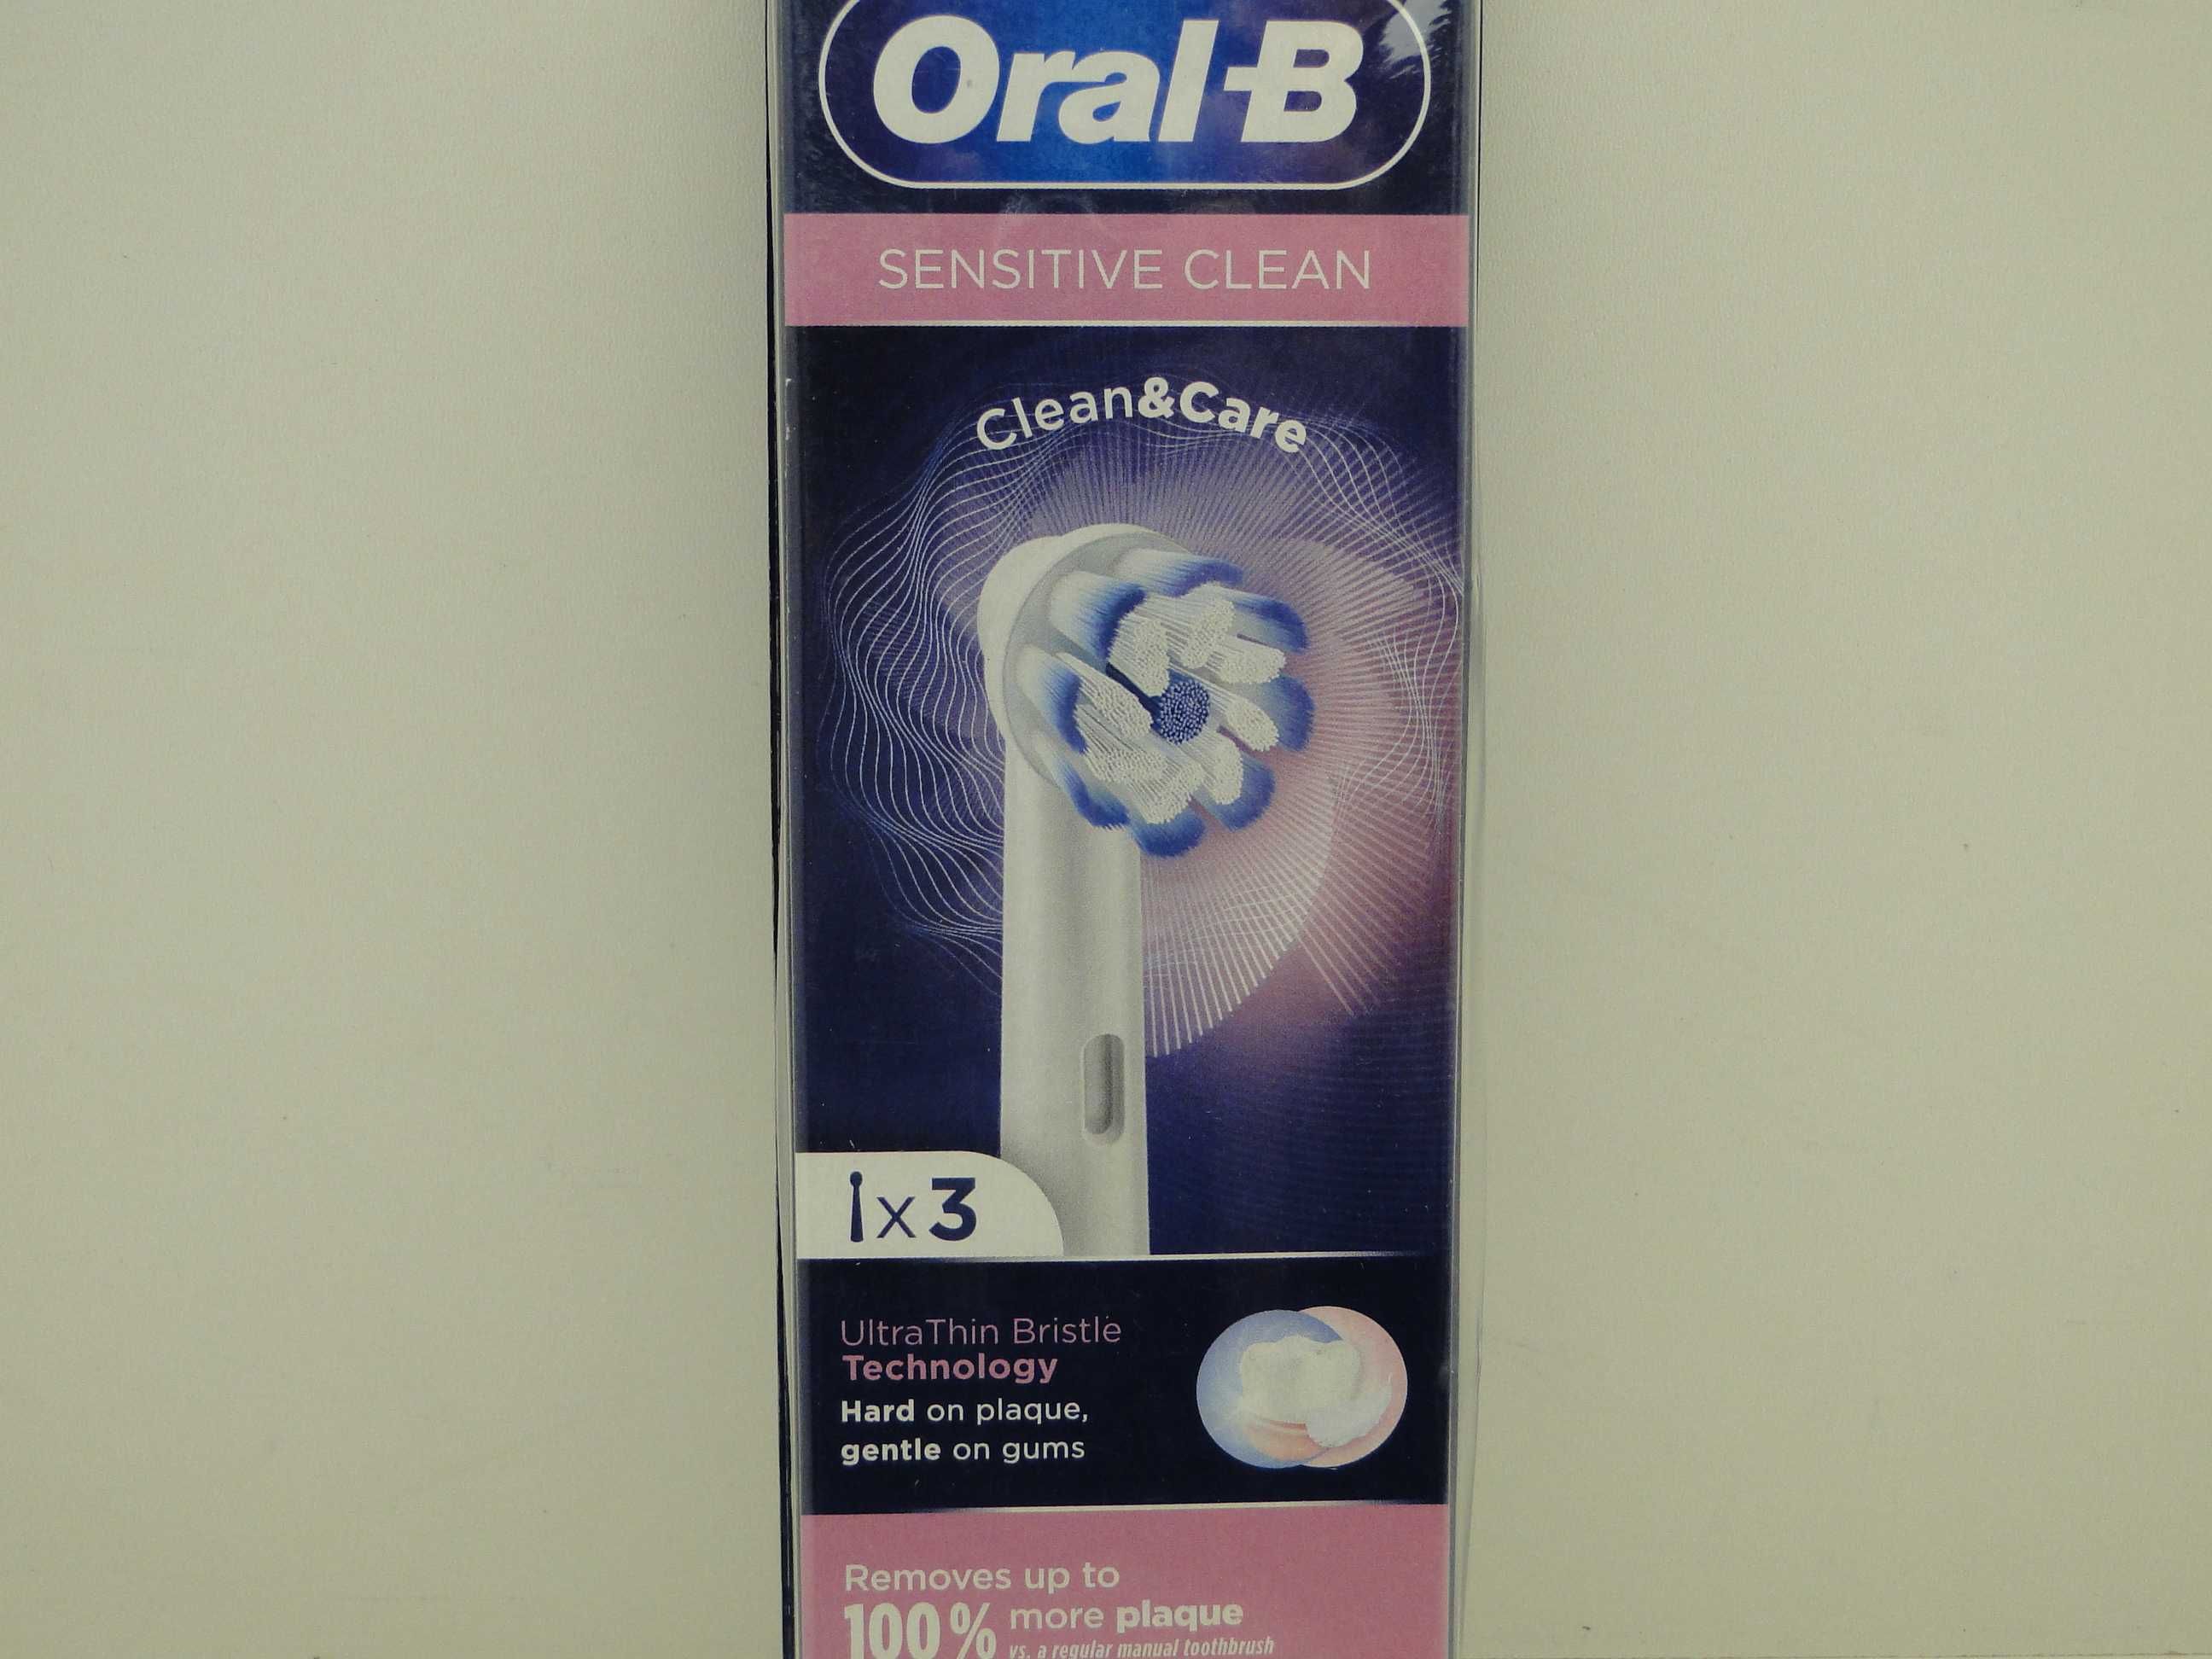 Oral-B
SENSITIVE CLEAN
Clean&Care
x3
UltraThin Bristle
Technology
Hard on plaque,
gentle on gums
Removes up to
100% more plaque
vs. a regular manual toothbrush